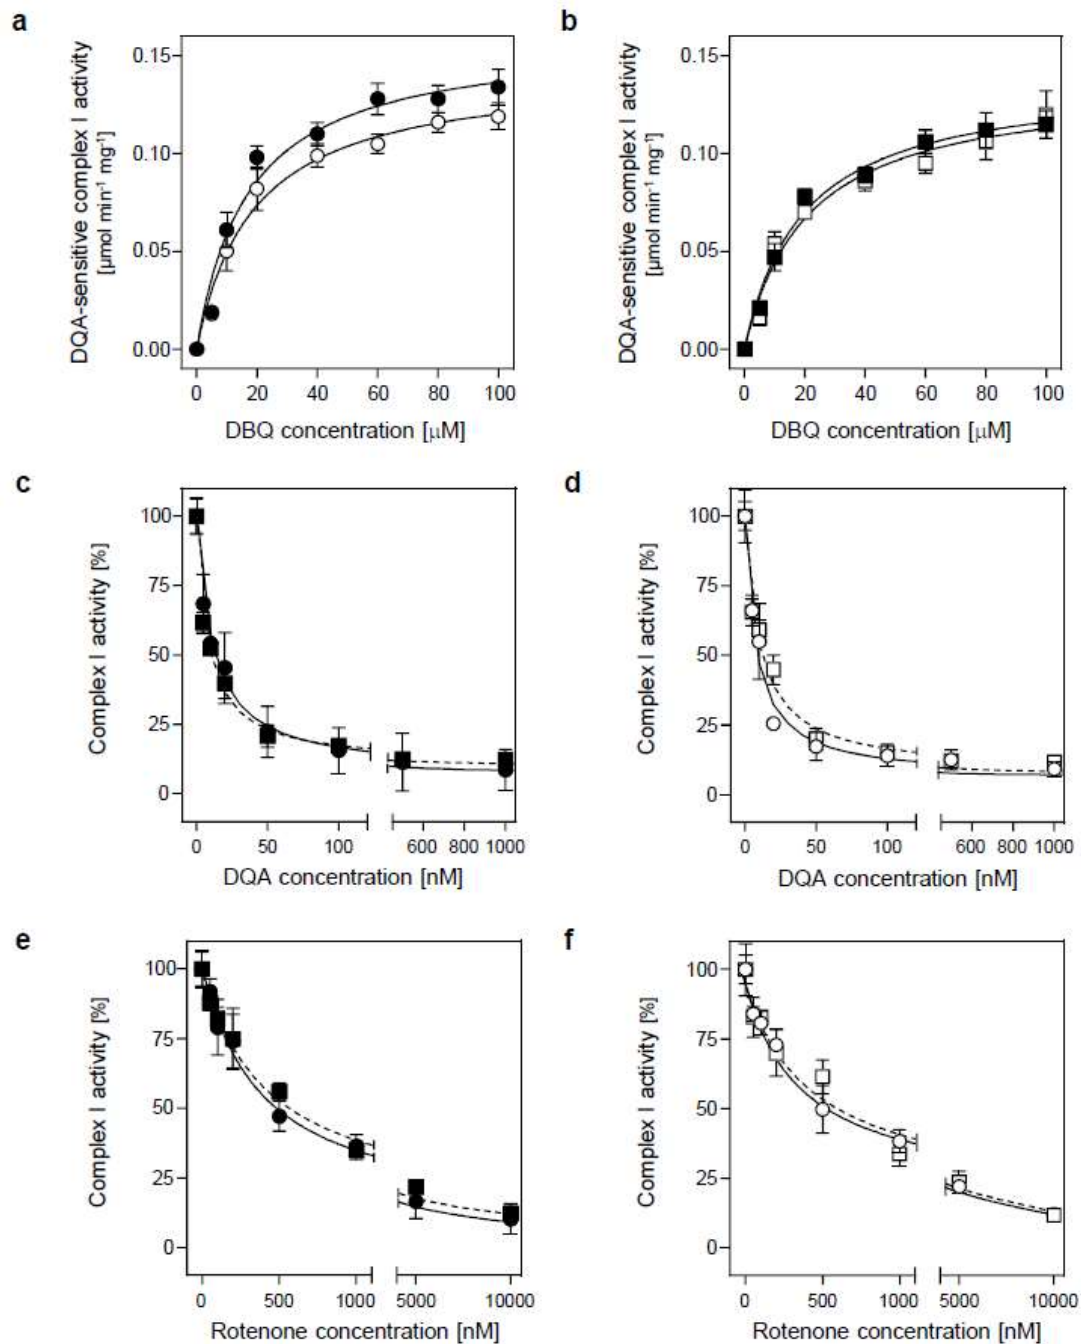 a
DQA-sensitive complex I activity
[µmol min⁻¹ mg⁻¹]
0.15
0.10
0.05
0.00
0 20 40 60 80 100
DBQ concentration [µM]
b
DQA-sensitive complex I activity
[µmol min⁻¹ mg⁻¹]
0.15
0.10
0.05
0.00
0 20 40 60 80 100
DBQ concentration [µM]
c
Complex I activity [%]
100
75
50
25
0
0 50 100 600 800 1000
DQA concentration [nM]
d
Complex I activity [%]
100
75
50
25
0
0 50 100 600 800 1000
DQA concentration [nM]
e
Complex I activity [%]
100
75
50
25
0
0 500 1000 5000 10000
Rotenone concentration [nM]
f
Complex I activity [%]
100
75
50
25
0
0 500 1000 5000 10000
Rotenone concentration [nM]